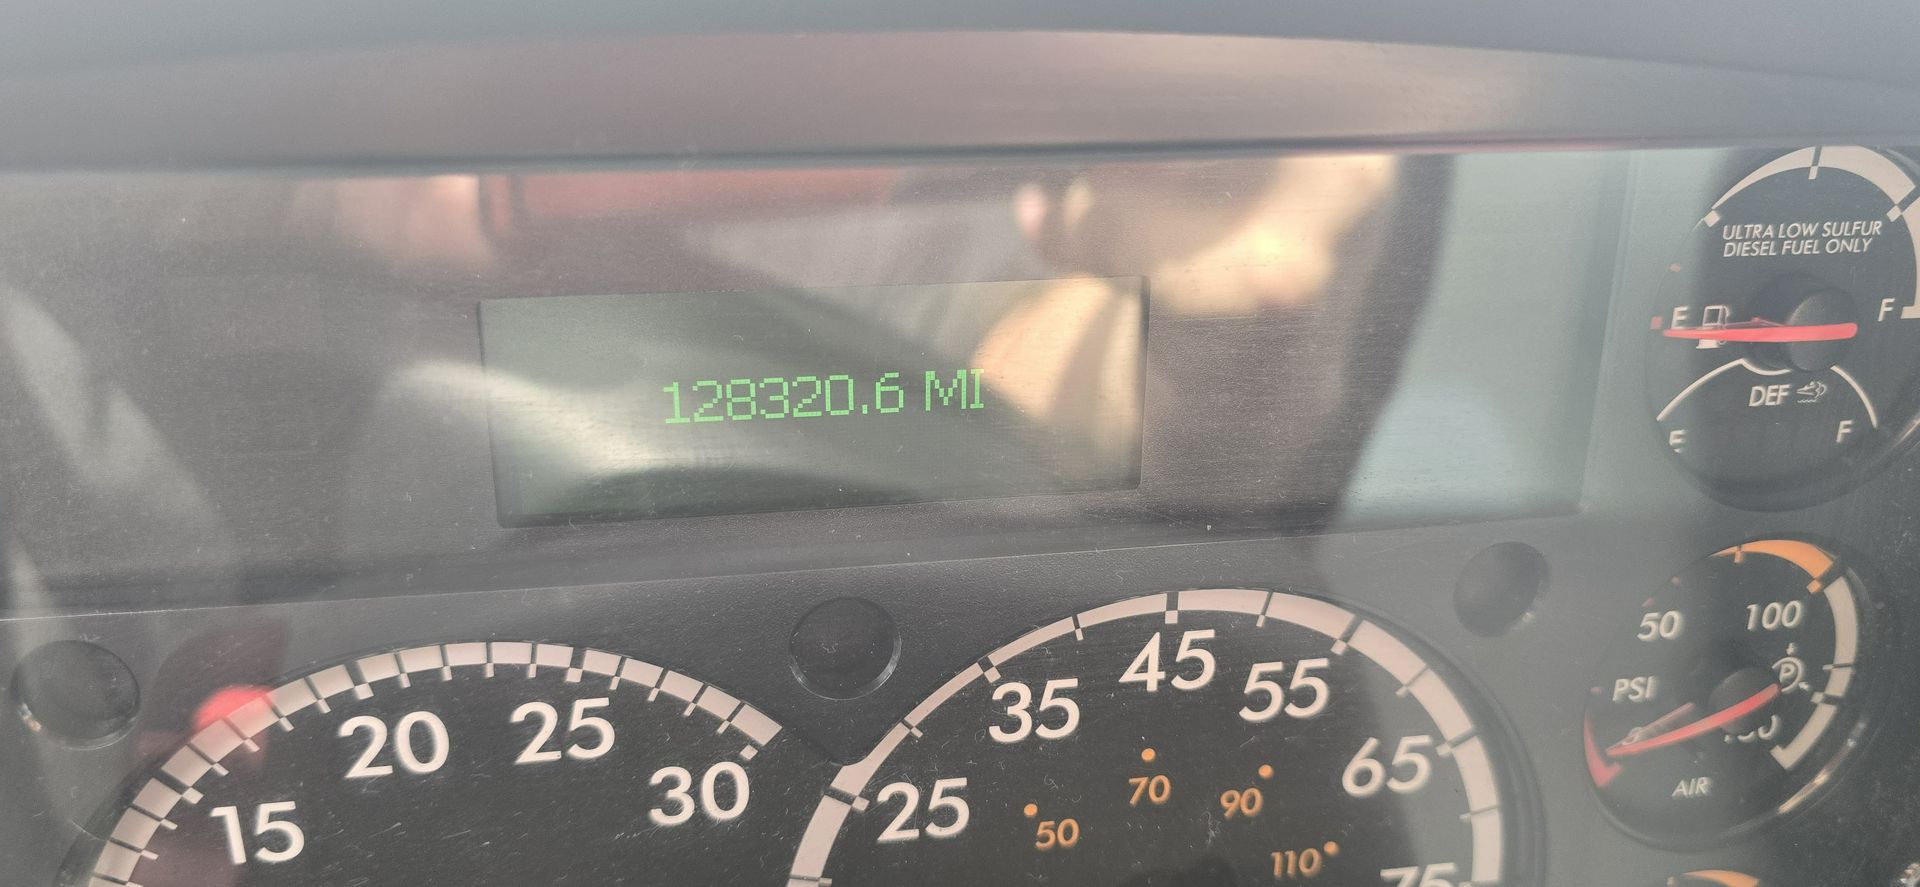 128320.6 MI
ULTRA LOW SULFUR
DIESEL FUEL ONLY
E F
DEF
E F
15 20 25 30
25 35 45 55 65 75
50 70 90 110
50 100
PSI
AIR